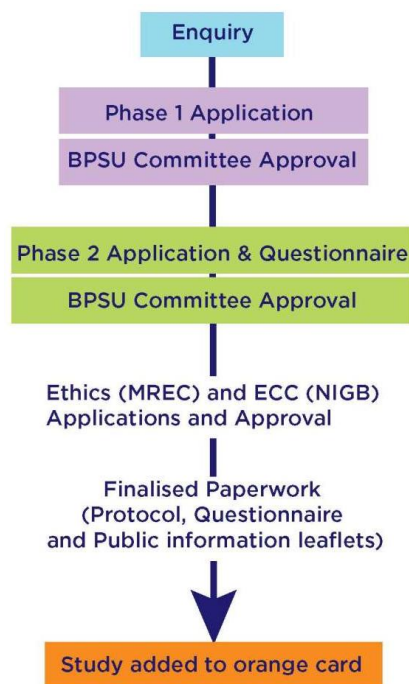 Enquiry
Phase 1 Application
BPSU Committee Approval
Phase 2 Application & Questionnaire
BPSU Committee Approval
Ethics (MREC) and ECC (NIGB)
Applications and Approval
Finalised Paperwork
(Protocol, Questionnaire
and Public information leaflets)
Study added to orange card